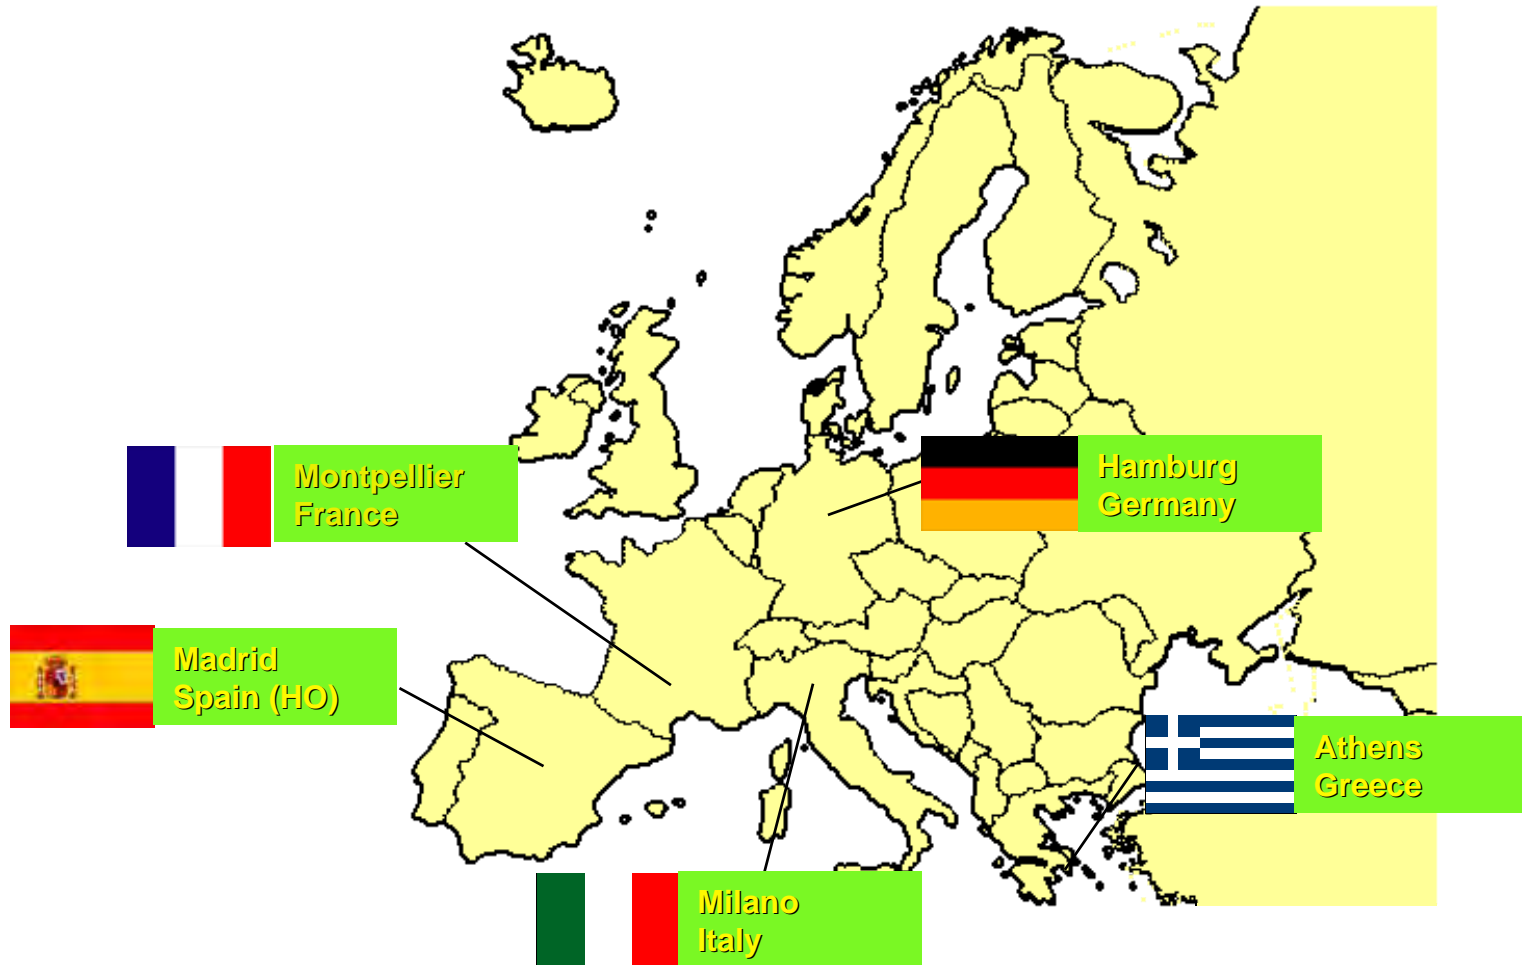 Montpellier
France
Hamburg
Germany
Madrid
Spain (HO)
Athens
Greece
Milano
Italy